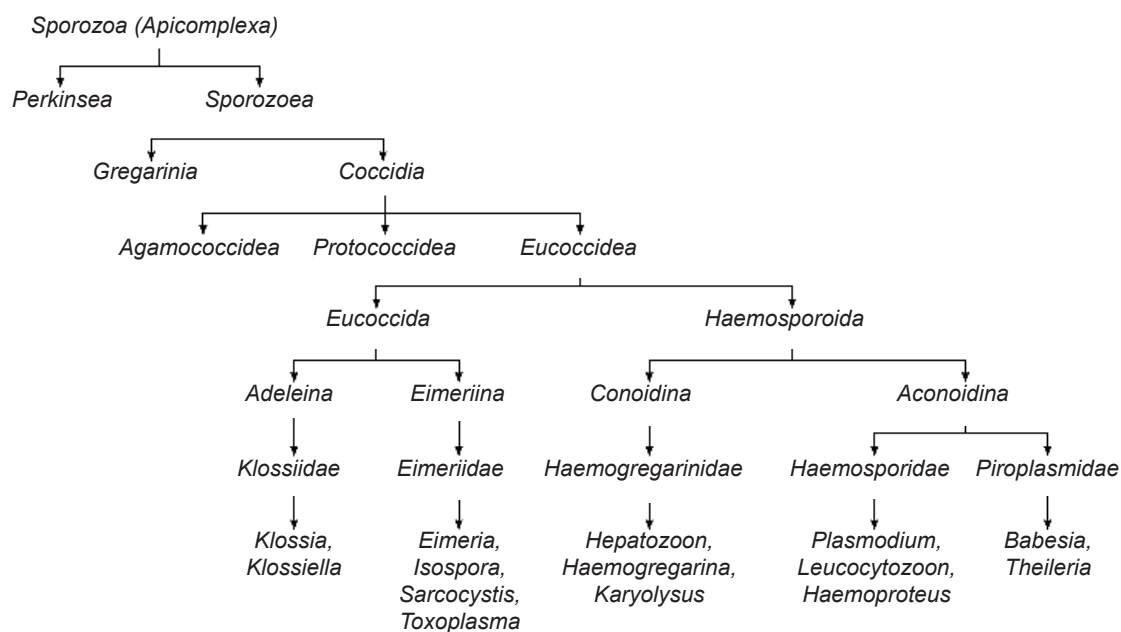 Sporozoa (Apicomplexa)
Perkinsea Sporozoea
Gregarinia Coccidia
Agamococcidea Protococcidea Eucoccidea
Eucoccida Haemosporoida
Adeleina Eimeriina Conoidina Aconoidina
Klossiidae Eimeriidae Haemogregarinidae Haemosporidae Piroplasmidae
Klossia, Eimeria, Hepatozoon, Plasmodium, Babesia,
Klossiella Isospora, Haemogregarina, Leucocytozoon, Theileria
Sarcocystis, Karyolysus Haemoproteus
Toxoplasma